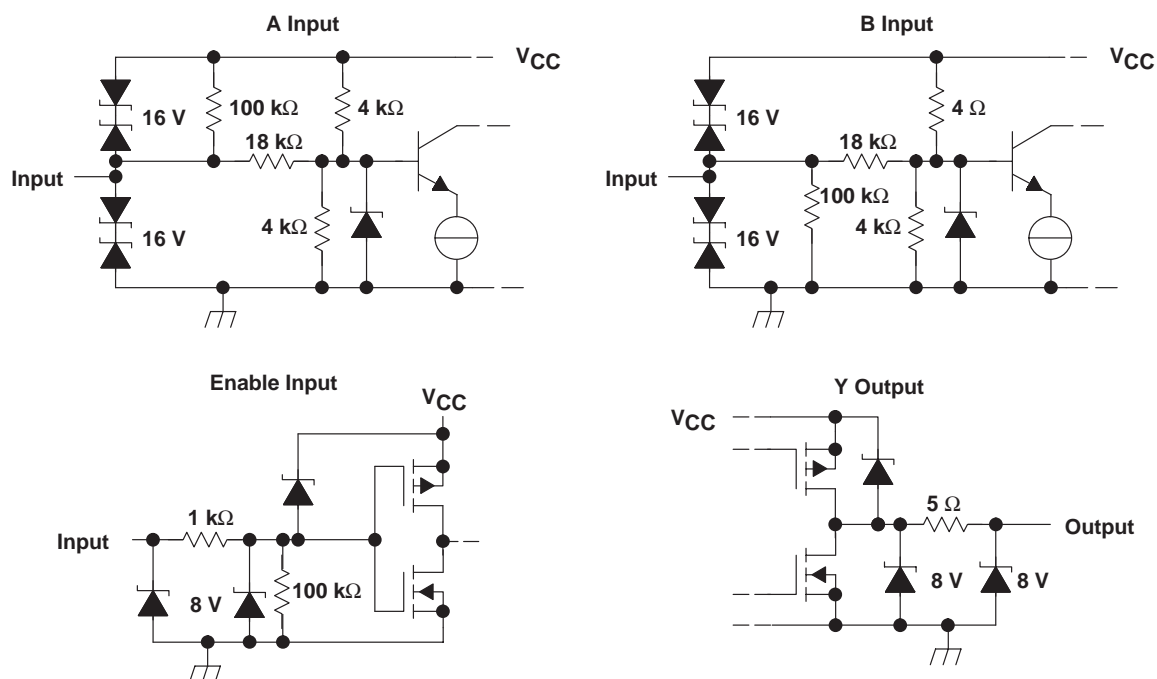 A Input
VCC
16 V
100 kΩ
4 kΩ
18 kΩ
Input
16 V
4 kΩ
B Input
VCC
16 V
4 Ω
18 kΩ
Input
100 kΩ
16 V
4 kΩ
Enable Input
VCC
1 kΩ
Input
8 V
100 kΩ
Y Output
VCC
5 Ω
Output
8 V
8 V